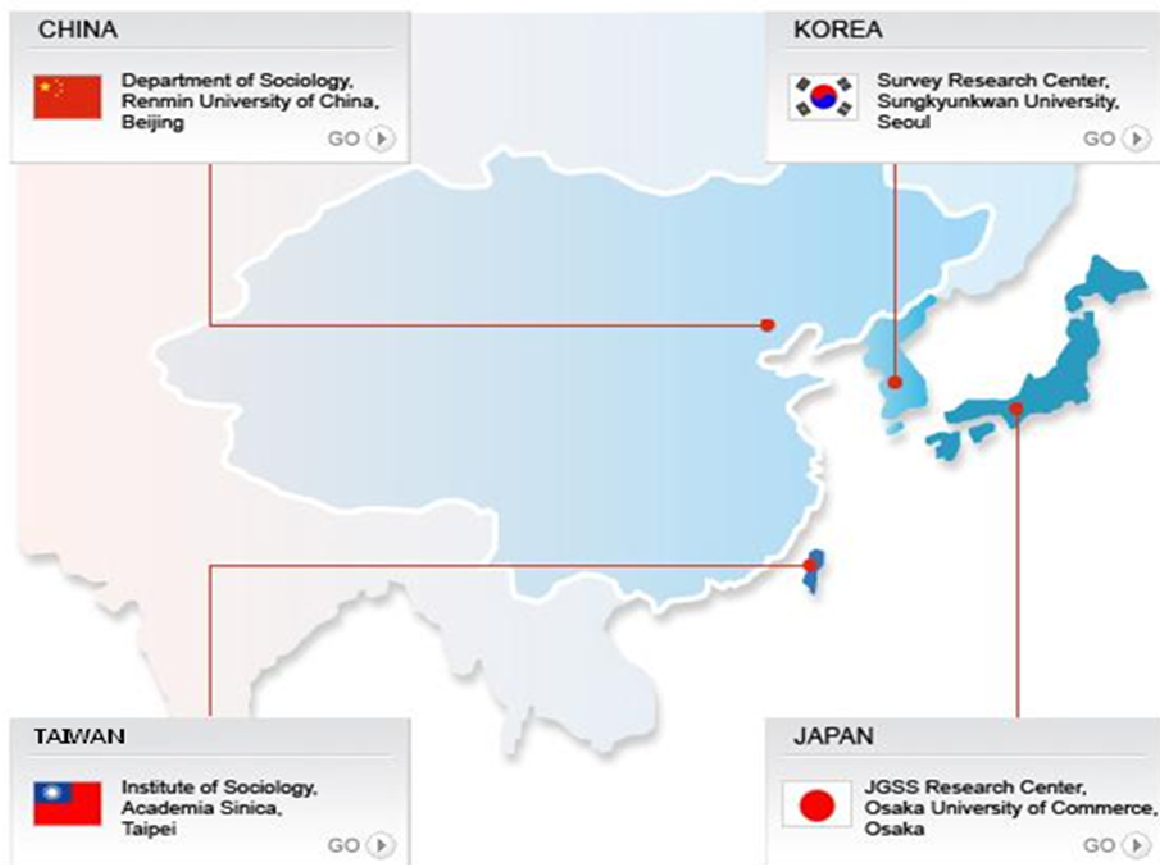 CHINA
Department of Sociology,
Renmin University of China,
Beijing
GO
KOREA
Survey Research Center,
Sungkyunkwan University,
Seoul
GO
TAIWAN
Institute of Sociology,
Academia Sinica,
Taipei
GO
JAPAN
JGSS Research Center,
Osaka University of Commerce,
Osaka
GO